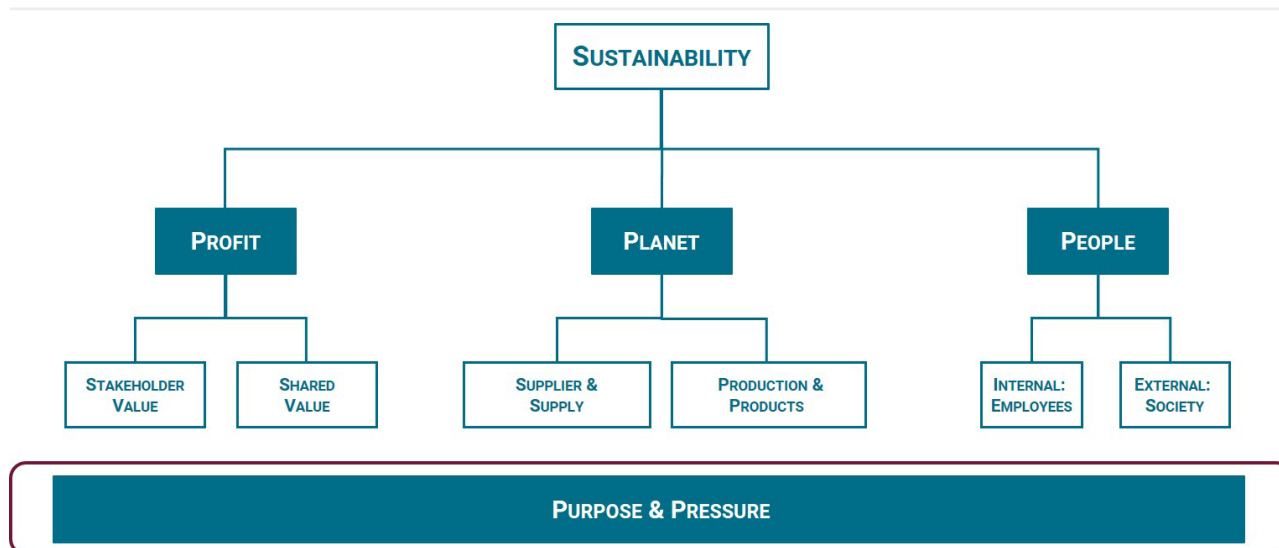 SUSTAINABILITY
PROFIT
PLANET
PEOPLE
STAKEHOLDER
VALUE
SHARED
VALUE
SUPPLIER &
SUPPLY
PRODUCTION &
PRODUCTS
INTERNAL:
EMPLOYEES
EXTERNAL:
SOCIETY
PURPOSE & PRESSURE